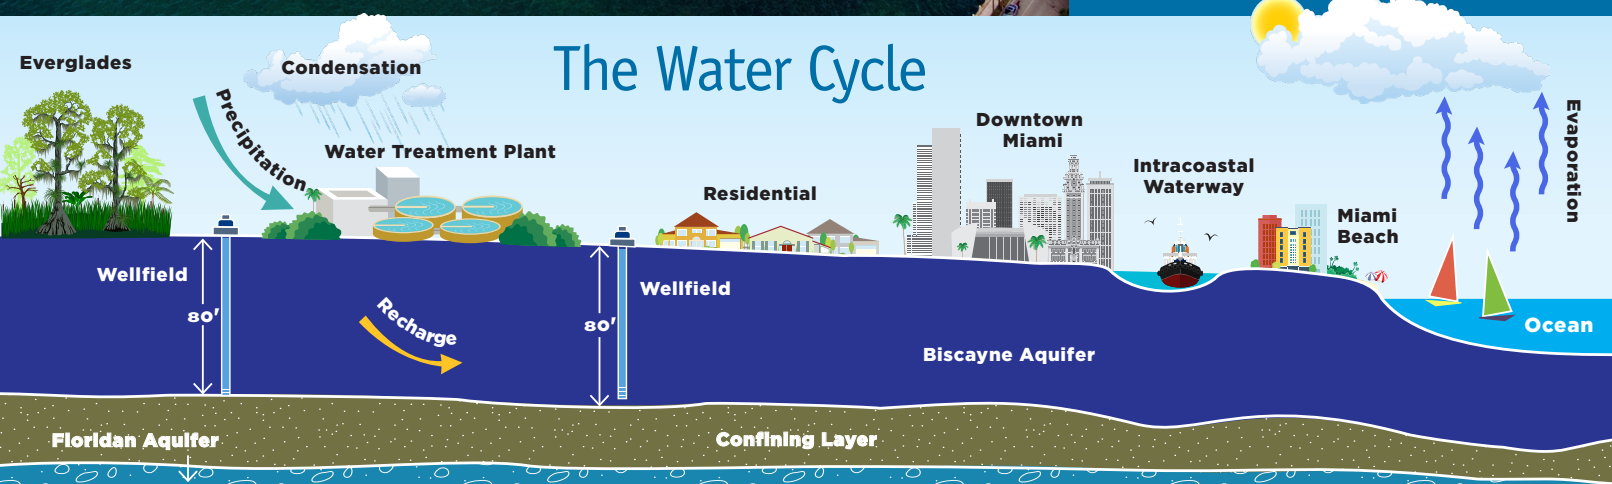 The Water Cycle
Everglades
Condensation
Precipitation
Water Treatment Plant
Residential
Downtown
Miami
Intracoastal
Waterway
Miami
Beach
Evaporation
Wellfield
80'
Recharge
Wellfield
80'
Biscayne Aquifer
Ocean
Floridan Aquifer
Confining Layer